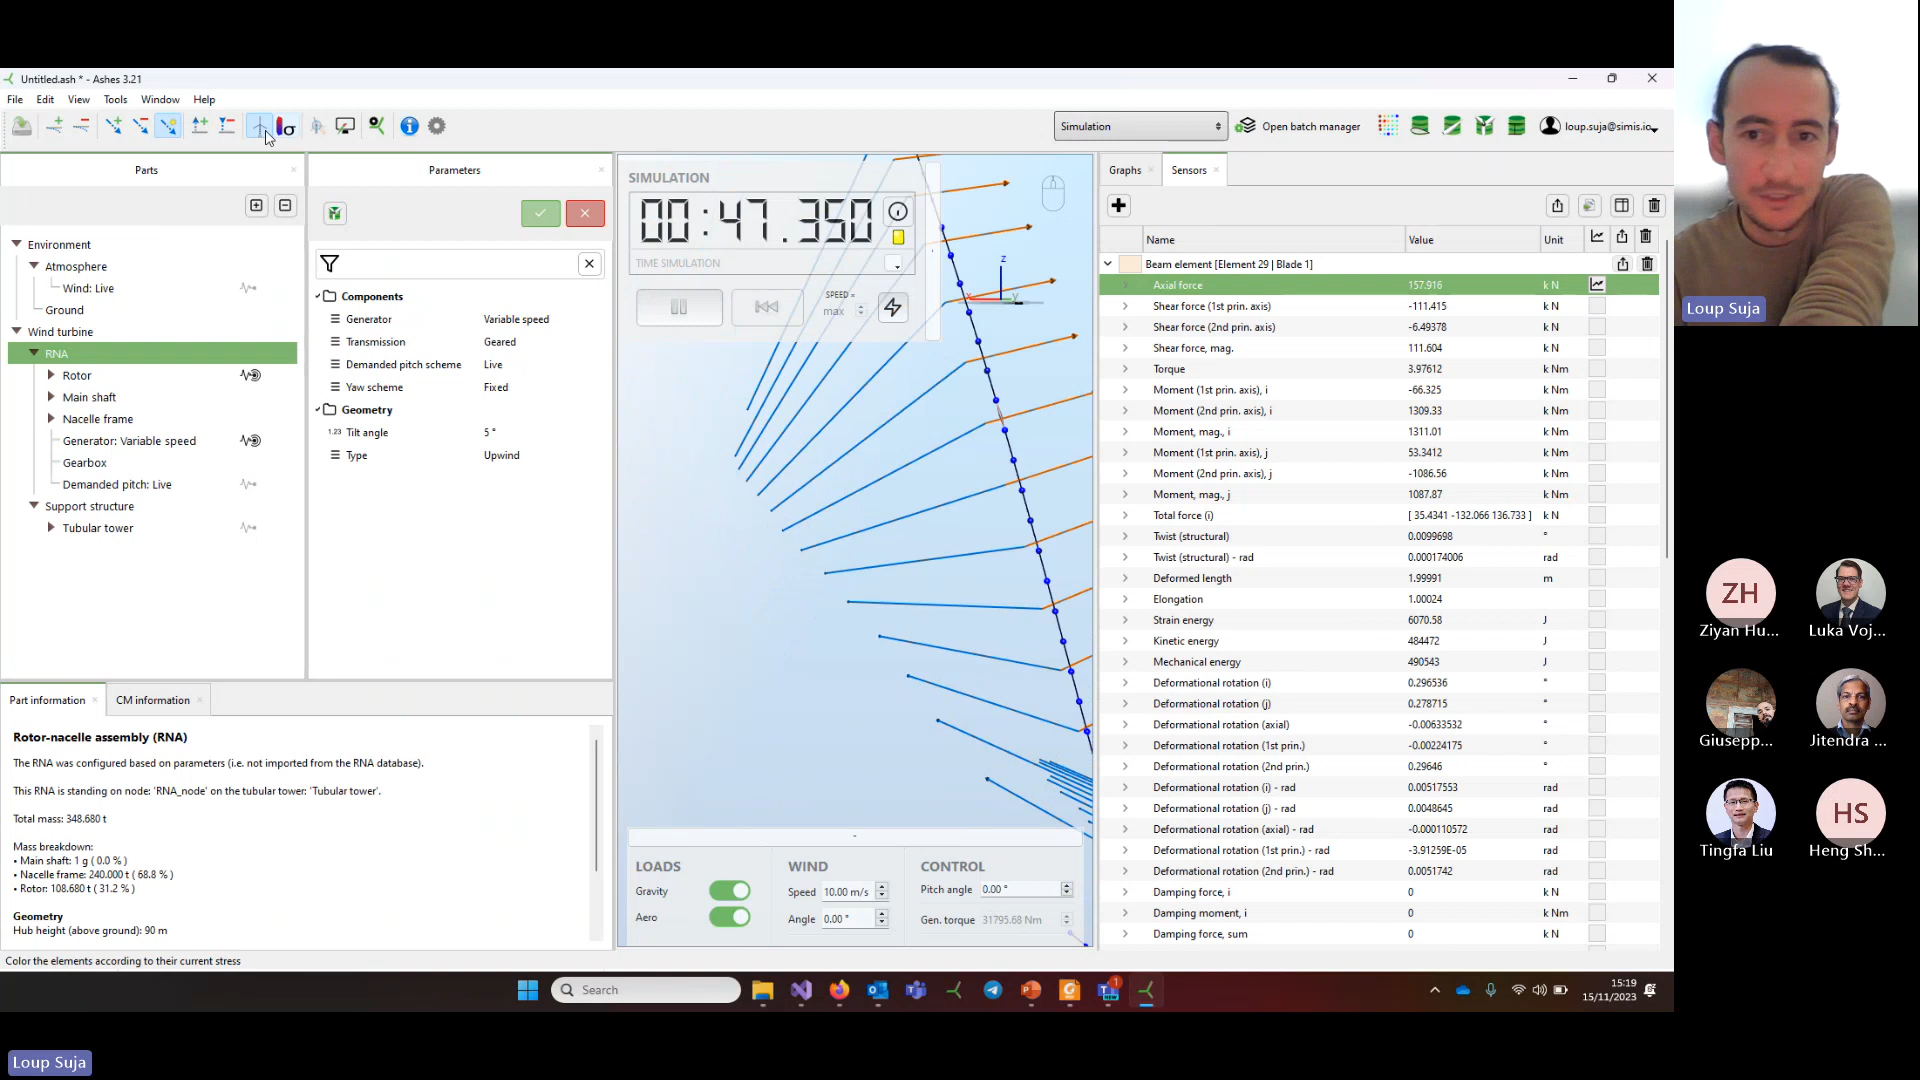 Untitled.ash * - Ashes 3.21
File Edit View Tools Window Help
σ
Simulation
Open batch manager
loup.suja@simis.io
Parts
Parameters
SIMULATION
00:47.350
TIME SIMULATION
SPEED =
max
z
x
y
Graphs
Sensors
Environment
Atmosphere
Wind: Live
Ground
Wind turbine
RNA
Rotor
Main shaft
Nacelle frame
Generator: Variable speed
Gearbox
Demanded pitch: Live
Support structure
Tubular tower
Components
Generator Variable speed
Transmission Geared
Demanded pitch scheme Live
Yaw scheme Fixed
Geometry
1.23 Tilt angle 5 °
Type Upwind
Name Value Unit
Beam element [Element 29 | Blade 1]
Axial force 157.916 k N
Shear force (1st prin. axis) -111.415 k N
Shear force (2nd prin. axis) -6.49378 k N
Shear force, mag. 111.604 k N
Torque 3.97612 k Nm
Moment (1st prin. axis), i -66.325 k Nm
Moment (2nd prin. axis), i 1309.33 k Nm
Moment, mag., i 1311.01 k Nm
Moment (1st prin. axis), j 53.3412 k Nm
Moment (2nd prin. axis), j -1086.56 k Nm
Moment, mag., j 1087.87 k Nm
Total force (i) [ 35.4341 -132.066 136.733 ] k N
Twist (structural) 0.0099698 °
Twist (structural) - rad 0.000174006 rad
Deformed length 1.99991 m
Elongation 1.00024
Strain energy 6070.58 J
Kinetic energy 484472 J
Mechanical energy 490543 J
Deformational rotation (i) 0.296536 °
Deformational rotation (j) 0.278715 °
Deformational rotation (axial) -0.00633532 °
Deformational rotation (1st prin.) -0.00224175 °
Deformational rotation (2nd prin.) 0.29646 °
Deformational rotation (i) - rad 0.00517553 rad
Deformational rotation (j) - rad 0.0048645 rad
Deformational rotation (axial) - rad -0.000110572 rad
Deformational rotation (1st prin.) - rad -3.91259E-05 rad
Deformational rotation (2nd prin.) - rad 0.0051742 rad
Damping force, i 0 k N
Damping moment, i 0 k Nm
Damping force, sum 0 k N
Part information
CM information
Rotor-nacelle assembly (RNA)
The RNA was configured based on parameters (i.e. not imported from the RNA database).
This RNA is standing on node: 'RNA_node' on the tubular tower: 'Tubular tower'.
Total mass: 348.680 t
Mass breakdown:
• Main shaft: 1 g ( 0.0 % )
• Nacelle frame: 240.000 t ( 68.8 % )
• Rotor: 108.680 t ( 31.2 % )
Geometry
Hub height (above ground): 90 m
LOADS
Gravity
Aero
WIND
Speed 10.00 m/s
Angle 0.00 °
CONTROL
Pitch angle 0.00 °
Gen. torque 31795.68 Nm
Color the elements according to their current stress
Search
1
NEW
15:19
15/11/2023
Loup Suja
ZH
Ziyan Hu...
Luka Voj...
Giusepp...
Jitendra ...
Tingfa Liu
HS
Heng Sh...
Loup Suja